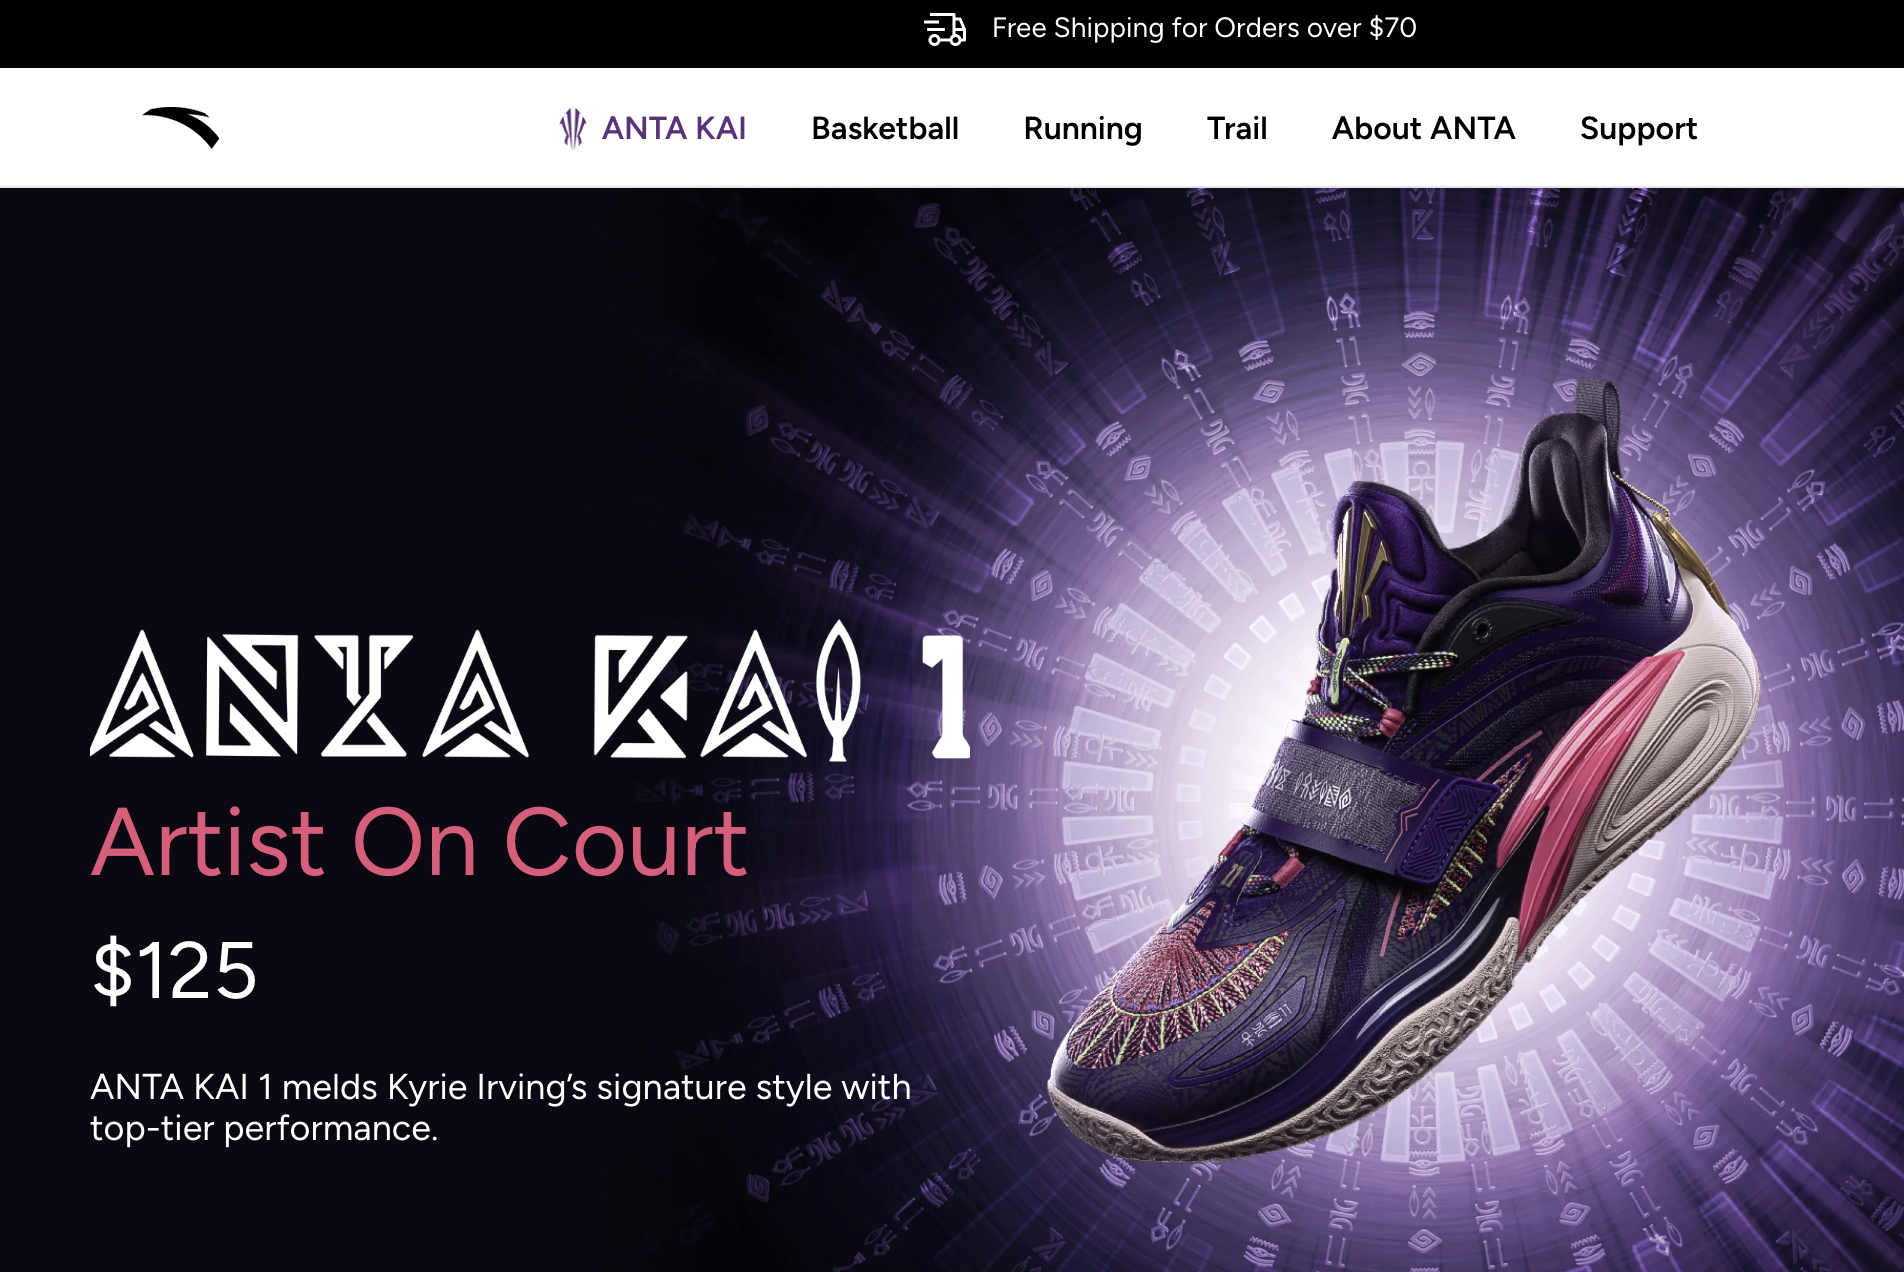 Free Shipping for Orders over $70
ANTA KAI Basketball Running Trail About ANTA Support
ANTA KAI 1
Artist On Court
$125
ANTA KAI 1 melds Kyrie Irving’s signature style with
top-tier performance.
11